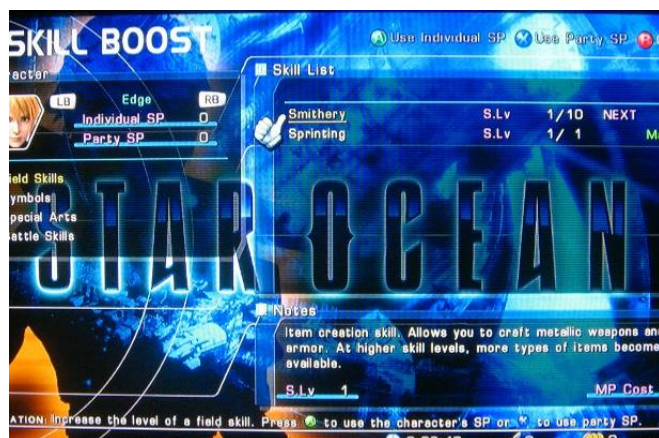 SKILL BOOST
Use Individual SP Use Party SP
racter
Skill List
LB Edge RB
Individual SP 0
Party SP 0
Smithery S.Lv 1/10 NEXT
Sprinting S.Lv 1/ 1 M
ield Skills
ymbols
pecial Arts
attle Skills
STAR OCEAN
Notes
Item creation skill. Allows you to craft metallic weapons and
armor. At higher skill levels, more types of items become
available.
S.Lv 1 MP Cost
ATION: Increase the level of a field skill. Press A to use the character's SP or X to use party SP.